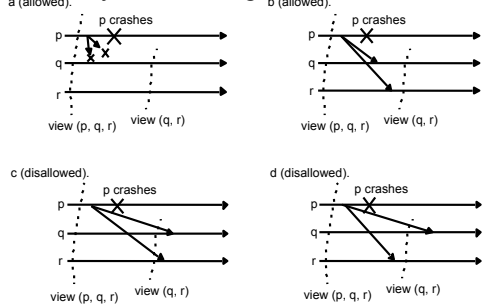 a (allowed).
p crashes
p
q
r
view (p, q, r)
view (q, r)
b (allowed).
p crashes
p
q
r
view (p, q, r)
view (q, r)
c (disallowed).
p crashes
p
q
r
view (p, q, r)
view (q, r)
d (disallowed).
p crashes
p
q
r
view (p, q, r)
view (q, r)